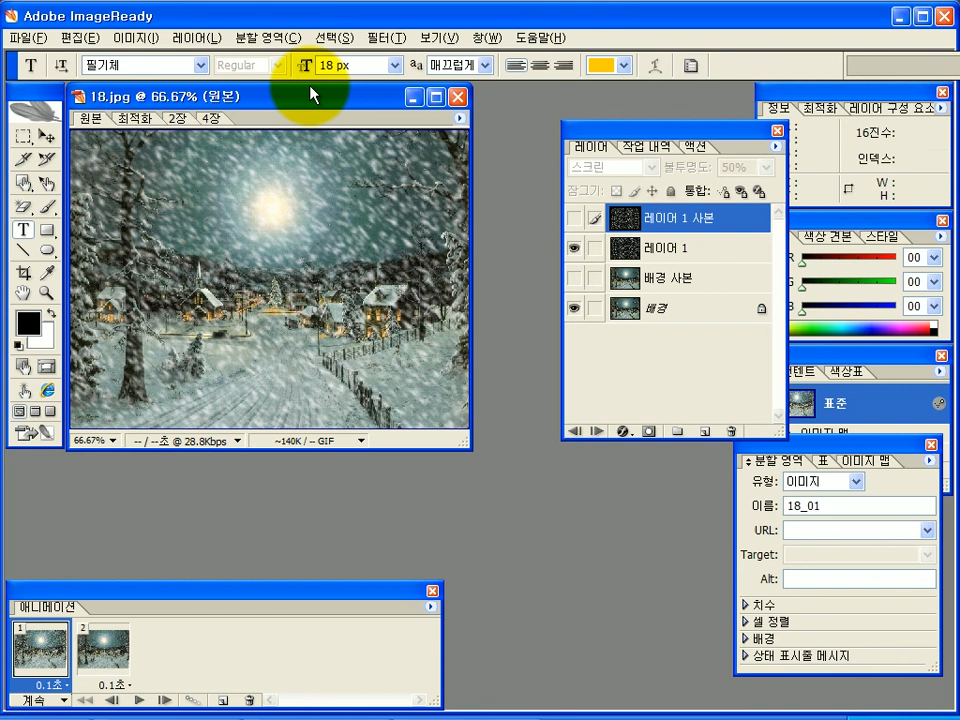 Adobe ImageReady
파일(F) 편집(E) 이미지(I) 레이어(L) 분할 영역(C) 선택(S) 필터(T) 보기(V) 창(W) 도움말(H)
필기체 Regular 18 px aa 매끄럽게
18.jpg @ 66.67% (원본)
원본 최적화 2장 4장
66.67% -- / --초 @ 28.8Kbps ~140K / -- GIF
레이어 작업 내역 액션
스크린 불투명도: 50%
잠그기: 통합:
레이어 1 사본
레이어 1
배경 사본
배경
정보 최적화 레이어 구성 요소
16진수:
인덱스:
W :
H :
색상 견본 스타일
R 00
G 00
B 00
색상표
표준
분할 영역 표 이미지 맵
유형: 이미지
이름: 18_01
URL:
Target:
Alt:
치수
셀 정렬
배경
상태 표시줄 메시지
애니메이션
1 2
0.1초 0.1초
계속